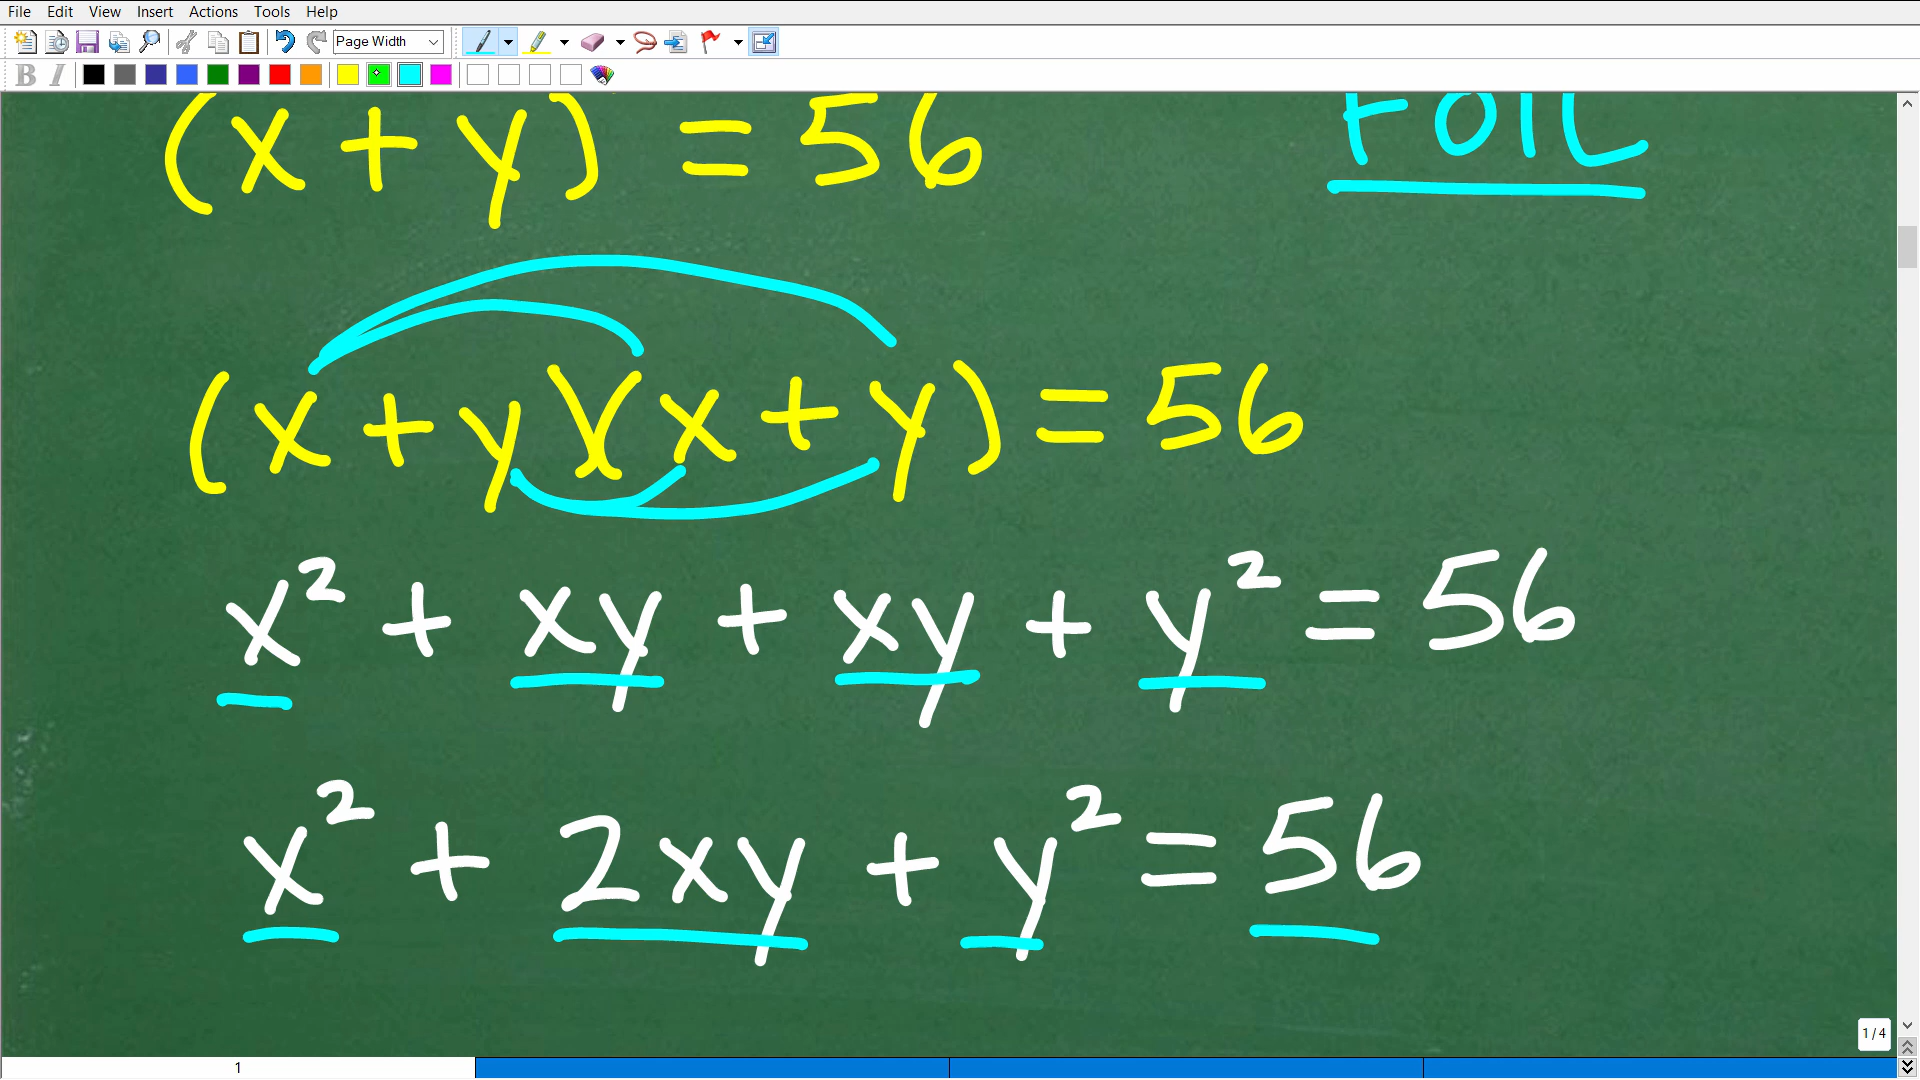 File Edit View Insert Actions Tools Help
Page Width
B I
(x + y) = 56
FOIL
(x + y)(x + y) = 56
x² + xy + xy + y² = 56
x² + 2xy + y² = 56
1 / 4
1